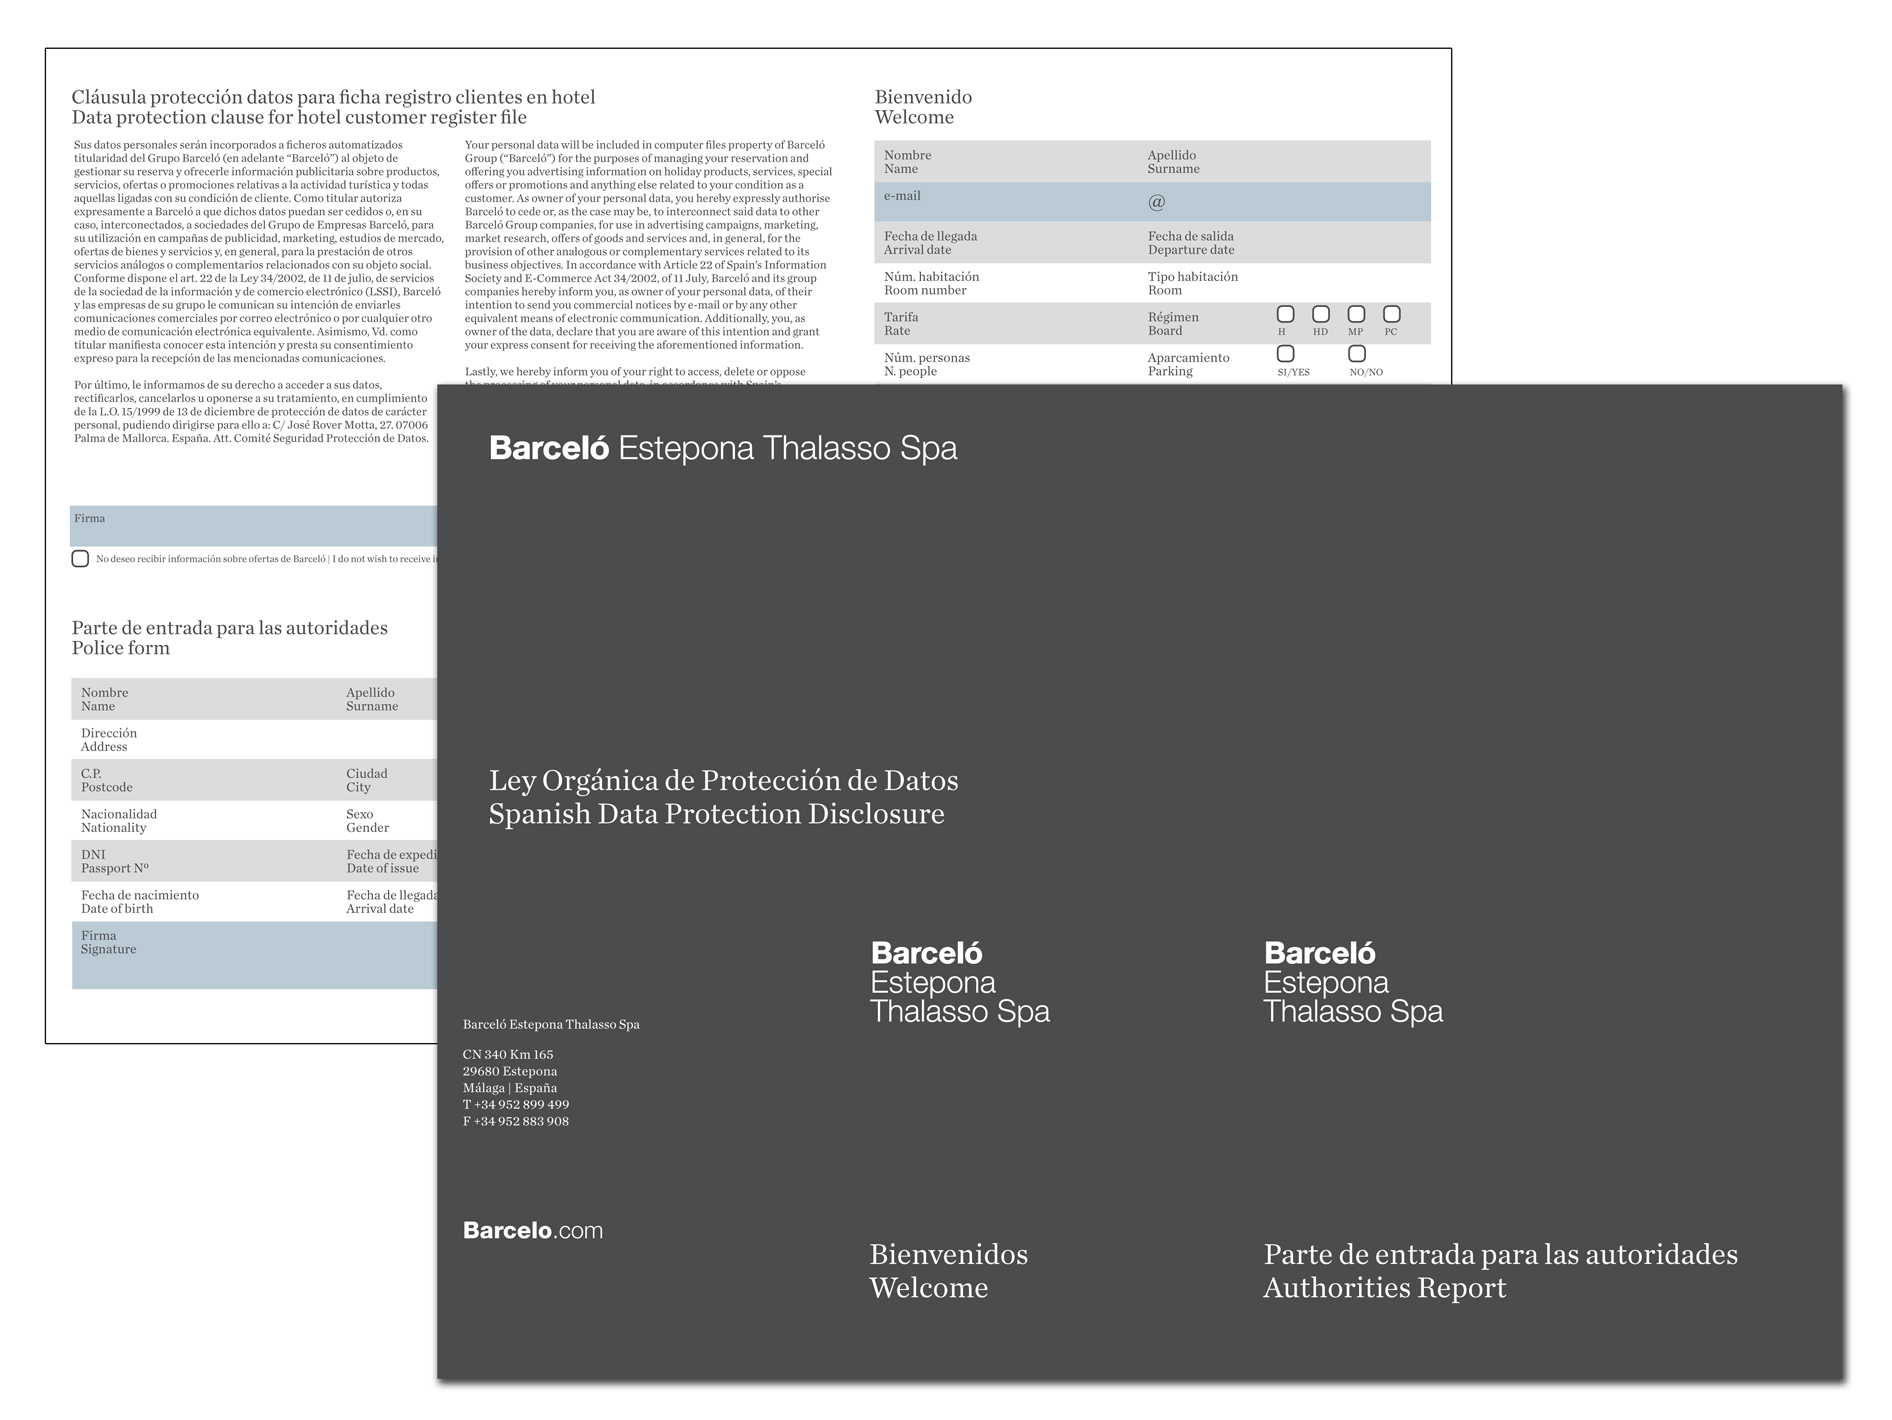 Cláusula protección datos para ficha registro clientes en hotel
Data protection clause for hotel customer register file
Sus datos personales serán incorporados a ficheros automatizados
titularidad del Grupo Barceló (en adelante “Barceló”) al objeto de
gestionar su reserva y ofrecerle información publicitaria sobre productos,
servicios, ofertas o promociones relativas a la actividad turística y todas
aquellas ligadas con su condición de cliente. Como titular autoriza
expresamente a Barceló a que dichos datos puedan ser cedidos o, en su
caso, interconectados, a sociedades del Grupo de Empresas Barceló, para
su utilización en campañas de publicidad, marketing, estudios de mercado,
ofertas de bienes y servicios y, en general, para la prestación de otros
servicios análogos o complementarios relacionados con su objeto social.
Conforme dispone el art. 22 de la Ley 34/2002, de 11 de julio, de servicios
de la sociedad de la información y de comercio electrónico (LSSI), Barceló
y las empresas de su grupo le comunican su intención de enviarles
comunicaciones comerciales por correo electrónico o por cualquier otro
medio de comunicación electrónica equivalente. Asimismo, Vd. como
titular manifiesta conocer esta intención y presta su consentimiento
expreso para la recepción de las mencionadas comunicaciones.
Por último, le informamos de su derecho a acceder a sus datos,
rectificarlos, cancelarlos u oponerse a su tratamiento, en cumplimiento
de la L.O. 15/1999 de 13 de diciembre de protección de datos de carácter
personal, pudiendo dirigirse para ello a: C/ José Rover Motta, 27. 07006
Palma de Mallorca. España. Att. Comité Seguridad Protección de Datos.
Your personal data will be included in computer files property of Barceló
Group (“Barceló”) for the purposes of managing your reservation and
offering you advertising information on holiday products, services, special
offers or promotions and anything else related to your condition as a
customer. As owner of your personal data, you hereby expressly authorise
Barceló to cede or, as the case may be, to interconnect said data to other
Barceló Group companies, for use in advertising campaigns, marketing,
market research, offers of goods and services and, in general, for the
provision of other analogous or complementary services related to its
business objectives. In accordance with Article 22 of Spain’s Information
Society and E-Commerce Act 34/2002, of 11 July, Barceló and its group
companies hereby inform you, as owner of your personal data, of their
intention to send you commercial notices by e-mail or by any other
equivalent means of electronic communication. Additionally, you, as
owner of the data, declare that you are aware of this intention and grant
your express consent for receiving the aforementioned information.
Lastly, we hereby inform you of your right to access, delete or oppose
the processing of your personal data, in accordance with Spain’s
Firma
No deseo recibir información sobre ofertas de Barceló | I do not wish to receive
Bienvenido
Welcome
Nombre Apellido
Name Surname
e-mail @
Fecha de llegada Fecha de salida
Arrival date Departure date
Núm. habitación Tipo habitación
Room number Room
Tarifa Régimen
Rate Board H HD MP PC
Núm. personas Aparcamiento
N. people Parking SI/YES NO/NO
Parte de entrada para las autoridades
Police form
Nombre Apellido
Name Surname
Dirección
Address
C.P. Ciudad
Postcode City
Nacionalidad Sexo
Nationality Gender
DNI Fecha de expedi
Passport Nº Date of issue
Fecha de nacimiento Fecha de llegada
Date of birth Arrival date
Firma
Signature
Barceló Estepona Thalasso Spa
Ley Orgánica de Protección de Datos
Spanish Data Protection Disclosure
Barceló Estepona Thalasso Spa
CN 340 Km 165
29680 Estepona
Málaga | España
T +34 952 899 499
F +34 952 883 908
Barcelo.com
Barceló
Estepona
Thalasso Spa
Bienvenidos
Welcome
Barceló
Estepona
Thalasso Spa
Parte de entrada para las autoridades
Authorities Report